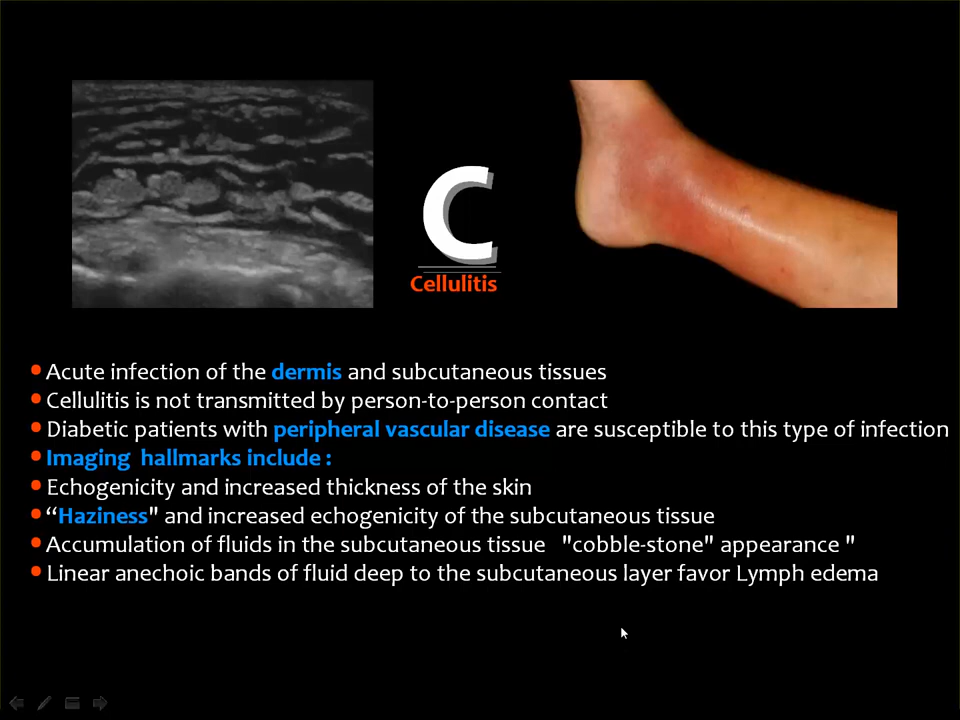 C
Cellulitis
• Acute infection of the dermis and subcutaneous tissues
• Cellulitis is not transmitted by person-to-person contact
• Diabetic patients with peripheral vascular disease are susceptible to this type of infection
• Imaging  hallmarks include :
• Echogenicity and increased thickness of the skin
• “Haziness" and increased echogenicity of the subcutaneous tissue
• Accumulation of fluids in the subcutaneous tissue   "cobble-stone" appearance "
• Linear anechoic bands of fluid deep to the subcutaneous layer favor Lymph edema